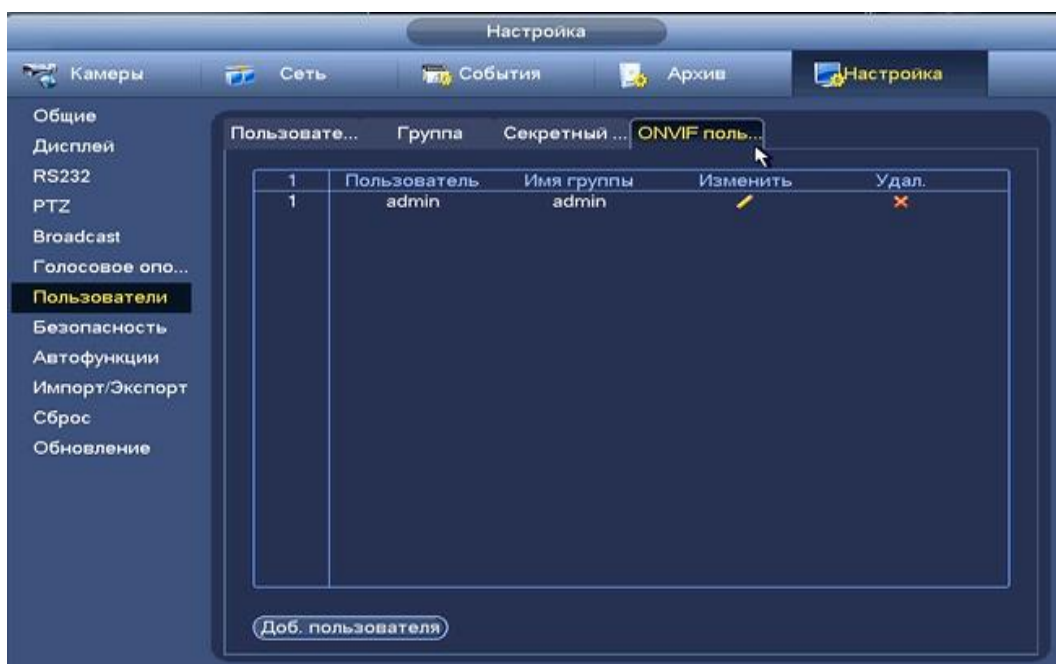 Настройка
Камеры Сеть События Архив Настройка
Общие
Дисплей
RS232
PTZ
Broadcast
Голосовое опо...
Пользователи
Безопасность
Автофункции
Импорт/Экспорт
Сброс
Обновление
Пользовате... Группа Секретный ... ONVIF поль...
1 Пользователь Имя группы Изменить Удал.
1 admin admin
Доб. пользователя